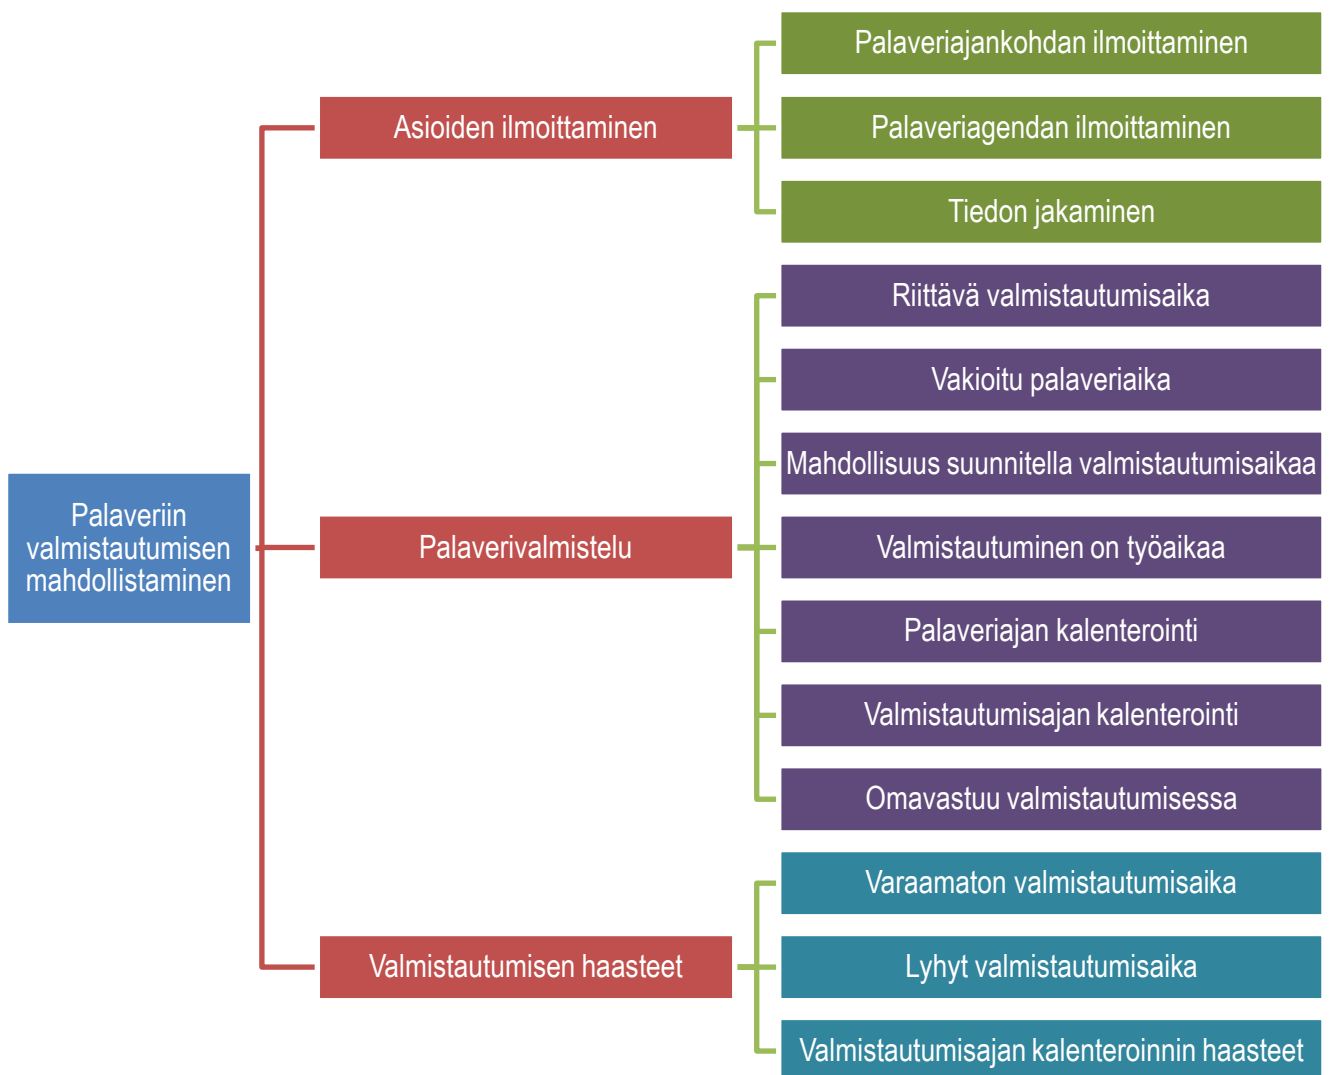 Palaveriin
valmistautumisen
mahdollistaminen
Asioiden ilmoittaminen
Palaveriajankohdan ilmoittaminen
Palaveriagendan ilmoittaminen
Tiedon jakaminen
Palaverivalmistelu
Riittävä valmistautumisaika
Vakioitu palaveriaika
Mahdollisuus suunnitella valmistautumisaikaa
Valmistautuminen on työaikaa
Palaveriajan kalenterointi
Valmistautumisajan kalenterointi
Omavastuu valmistautumisessa
Valmistautumisen haasteet
Varaamaton valmistautumisaika
Lyhyt valmistautumisaika
Valmistautumisajan kalenteroinnin haasteet